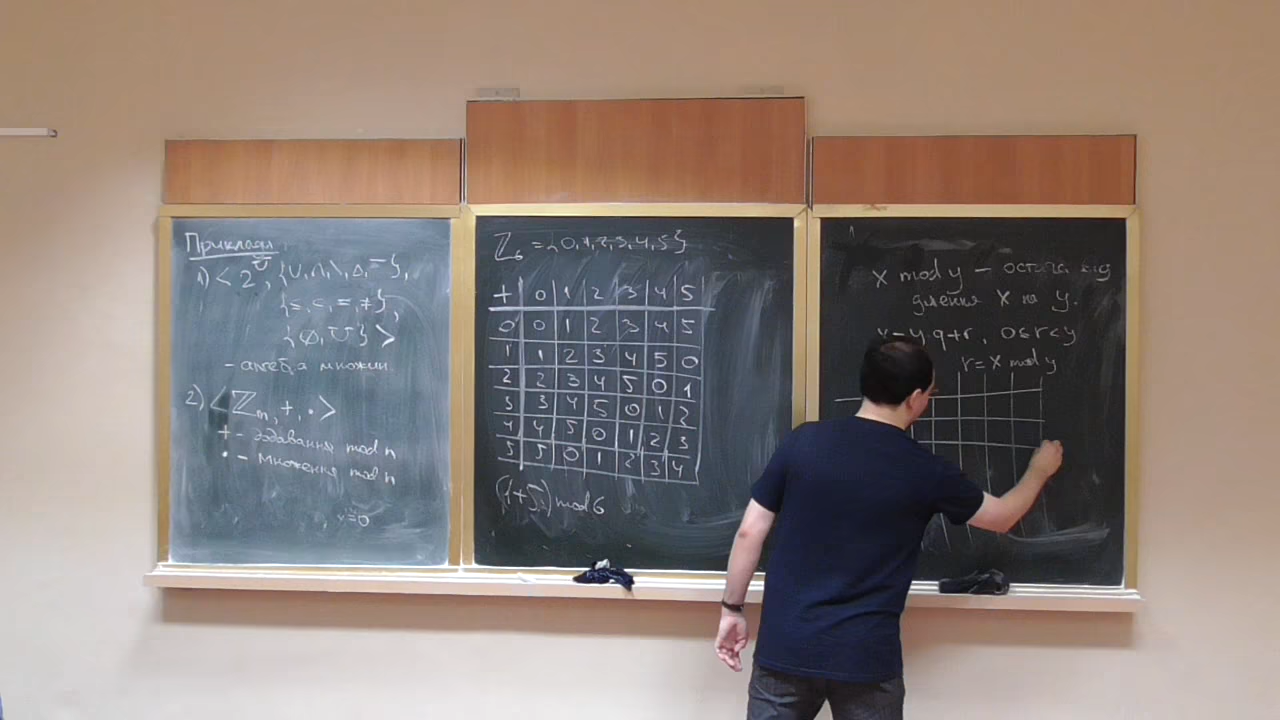 Приклади:
1) < 2^U, {∪, ∩, \, Δ, ¯},
{⊆, ⊂, =, ≠},
{∅, U} >
- алгебра множин
2) < ℤₙ, +, · >
+ - додавання mod n
· - множення mod n
r=0
ℤ₆ = {0,1,2,3,4,5}
+ 0 1 2 3 4 5
0 0 1 2 3 4 5
1 1 2 3 4 5 0
2 2 3 4 5 0 1
3 3 4 5 0 1 2
4 4 5 0 1 2 3
5 5 0 1 2 3 4
(1+5) mod 6
x mod y - остача від
ділення x на y.
x = y·q+r, 0≤r<y
r = x mod y